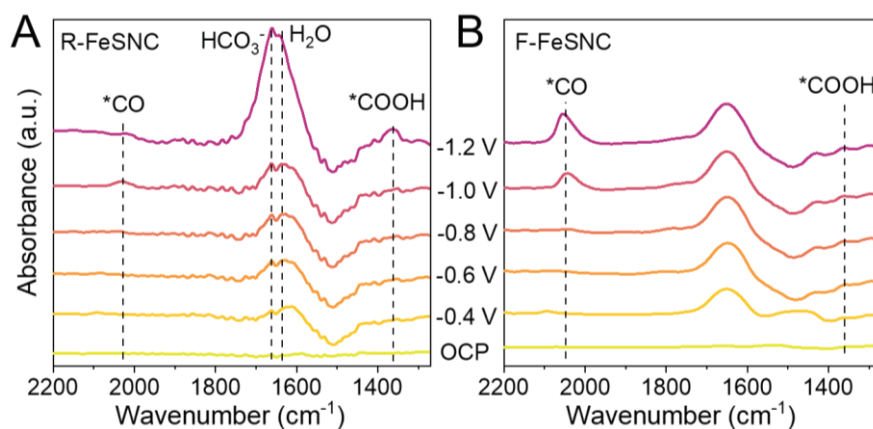 A
R-FeSNC
HCO₃⁻
H₂O
*CO
*COOH
Absorbance (a.u.)
2200 2000 1800 1600 1400
Wavenumber (cm⁻¹)
-1.2 V
-1.0 V
-0.8 V
-0.6 V
-0.4 V
OCP
B
F-FeSNC
*CO
*COOH
2200 2000 1800 1600 1400
Wavenumber (cm⁻¹)